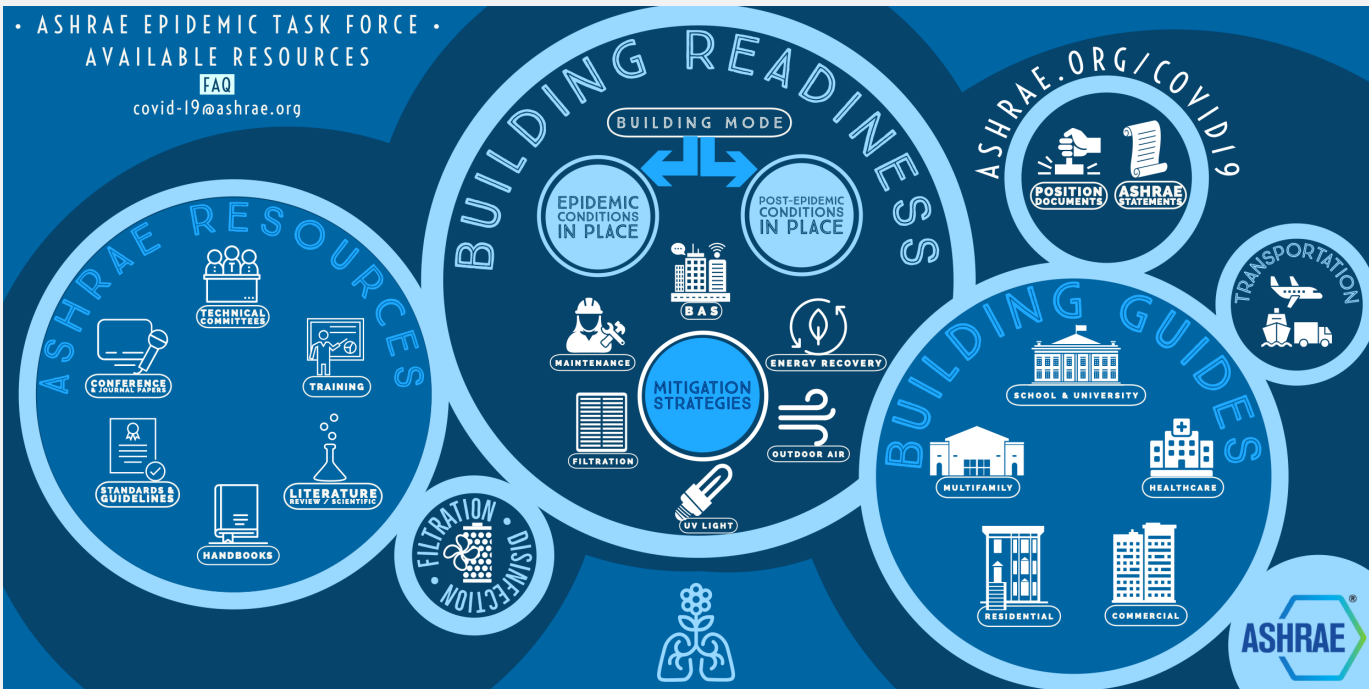 • ASHRAE EPIDEMIC TASK FORCE •
AVAILABLE RESOURCES
FAQ
covid-19@ashrae.org
BUILDING READINESS
BUILDING MODE
EPIDEMIC
CONDITIONS
IN PLACE
POST-EPIDEMIC
CONDITIONS
IN PLACE
BAS
MAINTENANCE
ENERGY RECOVERY
MITIGATION
STRATEGIES
FILTRATION
OUTDOOR AIR
UV LIGHT
ASHRAE.ORG/COVID19
POSITION
DOCUMENTS
ASHRAE
STATEMENTS
TRANSPORTATION
ASHRAE RESOURCES
TECHNICAL
COMMITTEES
CONFERENCE
& JOURNAL PAPERS
TRAINING
STANDARDS &
GUIDELINES
LITERATURE
REVIEW / SCIENTIFIC
HANDBOOKS
FILTRATION • DISINFECTION •
BUILDING GUIDES
SCHOOL & UNIVERSITY
MULTIFAMILY
HEALTHCARE
RESIDENTIAL
COMMERCIAL
ASHRAE®